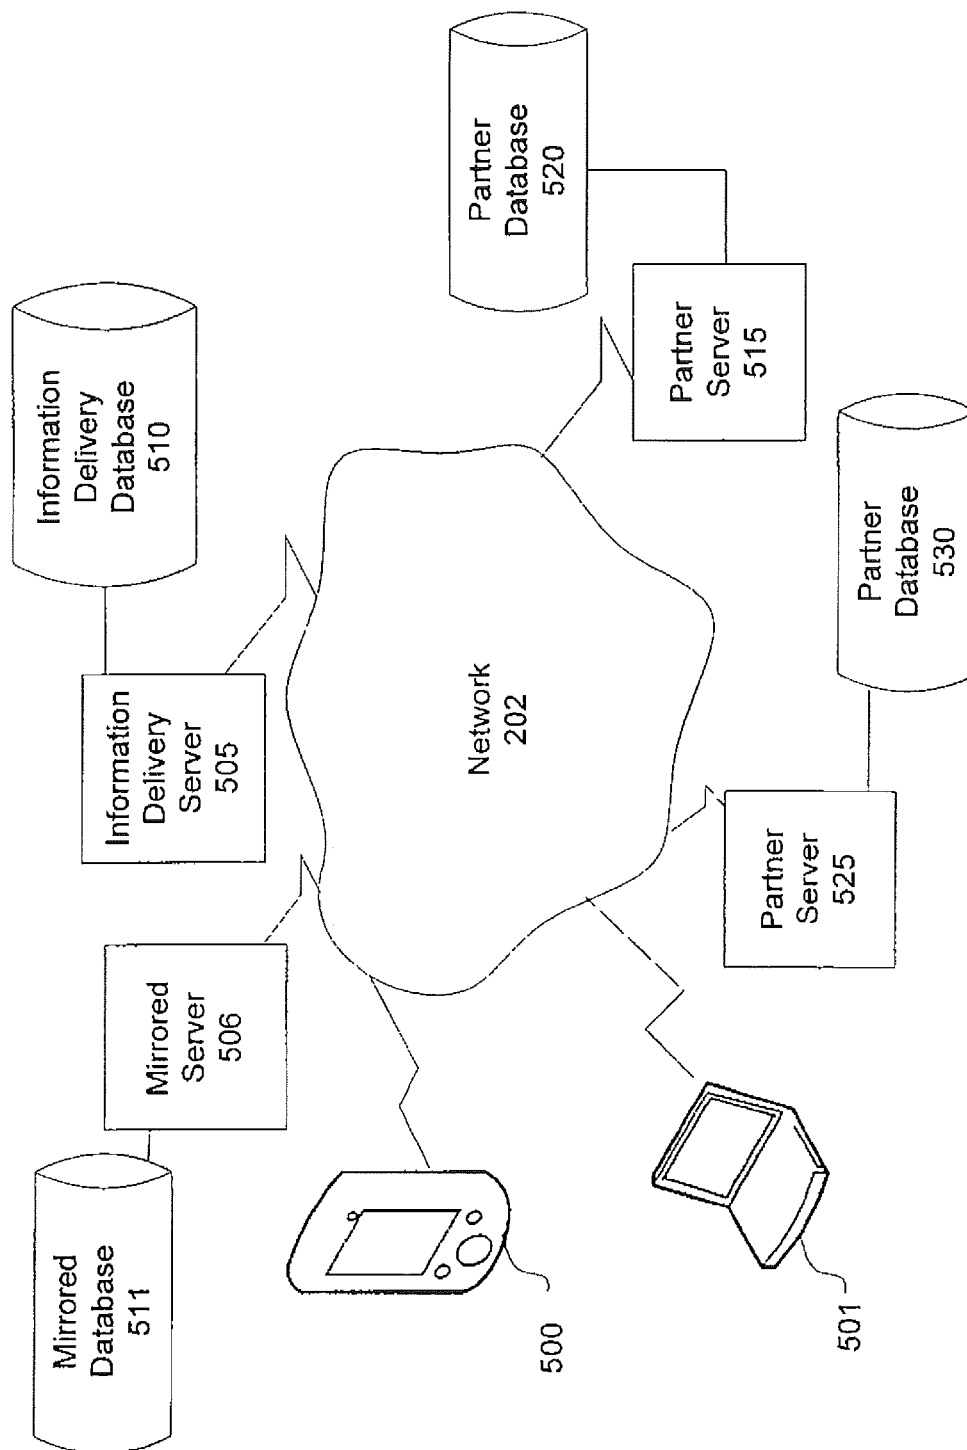 Mirrored
Database
511
Mirrored
Server
506
Information
Delivery
Server
505
Information
Delivery
Database
510
500
Network
202
501
Partner
Server
525
Partner
Database
530
Partner
Server
515
Partner
Database
520